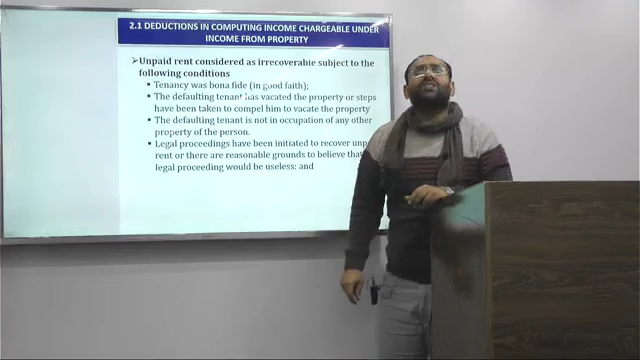 2.1 DEDUCTIONS IN COMPUTING INCOME CHARGEABLE UNDER
INCOME FROM PROPERTY
➢Unpaid rent considered as irrecoverable subject to the
following conditions
▪ Tenancy was bona fide (in good faith);
▪ The defaulting tenant has vacated the property or steps
have been taken to compel him to vacate the property
▪ The defaulting tenant is not in occupation of any other
property of the person.
▪ Legal proceedings have been initiated to recover unp
rent or there are reasonable grounds to believe that
legal proceeding would be useless: and